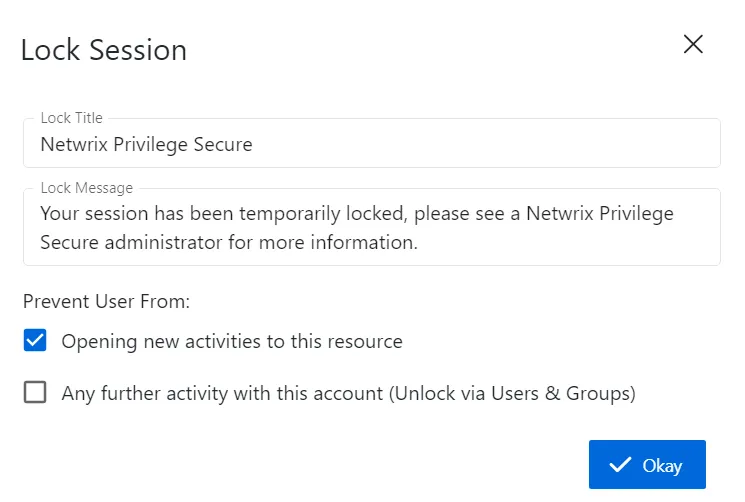 Lock Session
Lock Title
Netwrix Privilege Secure
Lock Message
Your session has been temporarily locked, please see a Netwrix Privilege
Secure administrator for more information.
Prevent User From:
Opening new activities to this resource
Any further activity with this account (Unlock via Users & Groups)
Okay